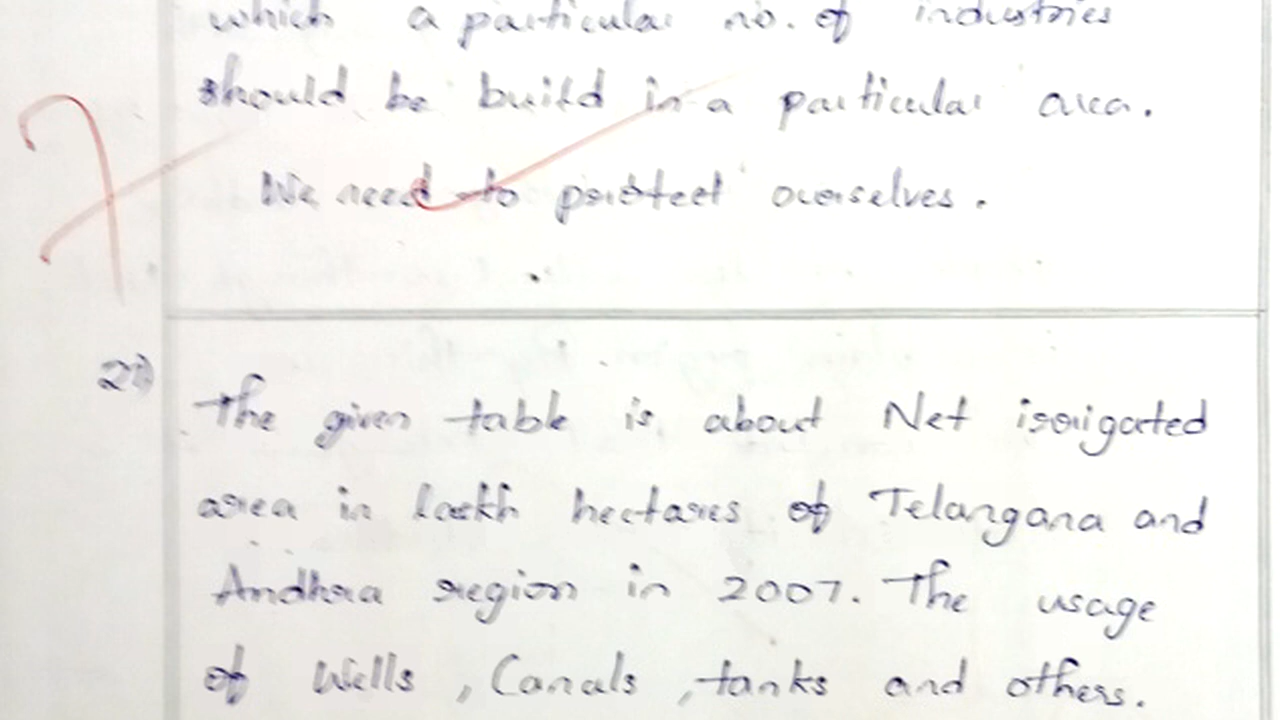 which a particular no. of industries
should be build in a particular area.
We need to protect ourselves.
7
21)
The given table is about Net irrigated
area in lackh hectares of Telangana and
Andhra region in 2007. The usage
of Wells, Canals, tanks and others.